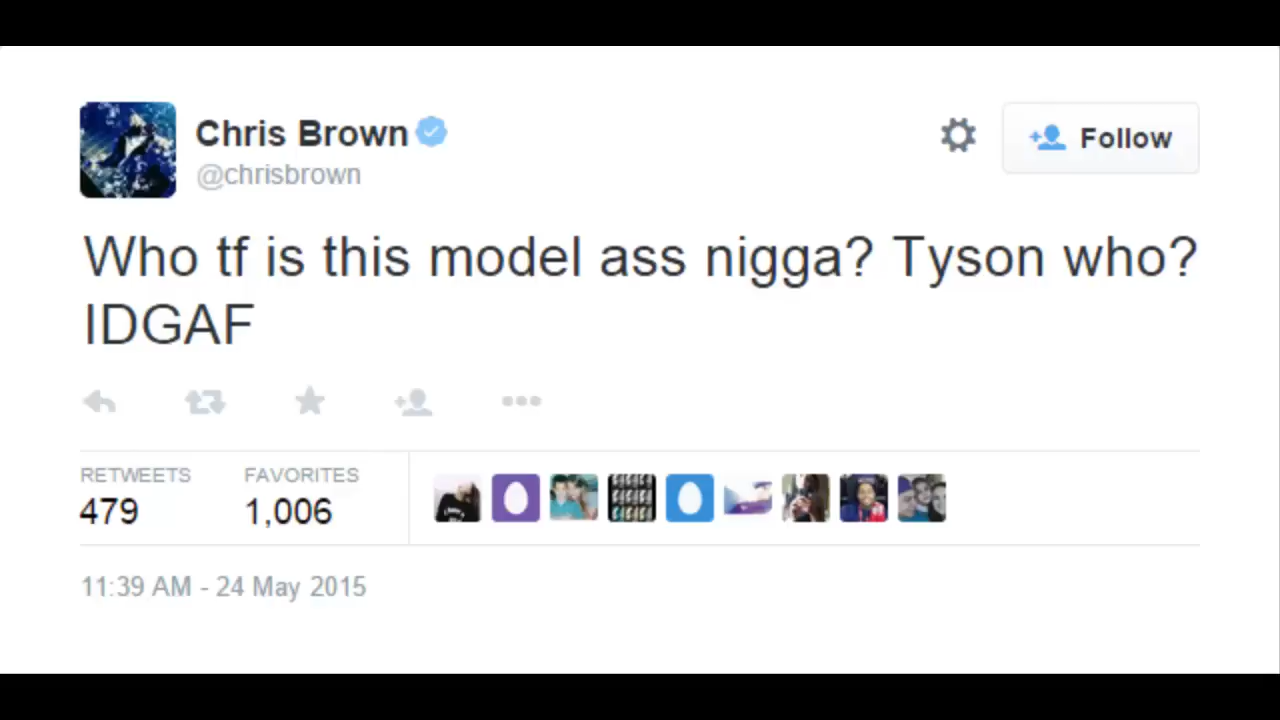 Chris Brown
@chrisbrown
Follow
Who tf is this model ass nigga? Tyson who?
IDGAF
RETWEETS FAVORITES
479 1,006
11:39 AM - 24 May 2015